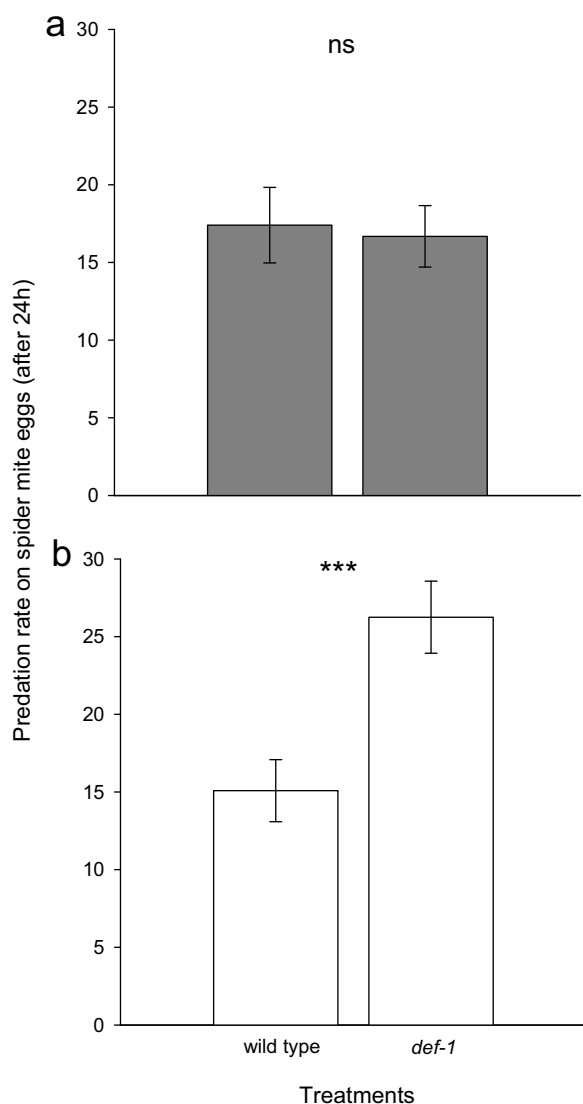 a
ns
30
25
20
15
10
5
0
Predation rate on spider mite eggs (after 24h)
b
***
30
25
20
15
10
5
0
wild type def-1
Treatments